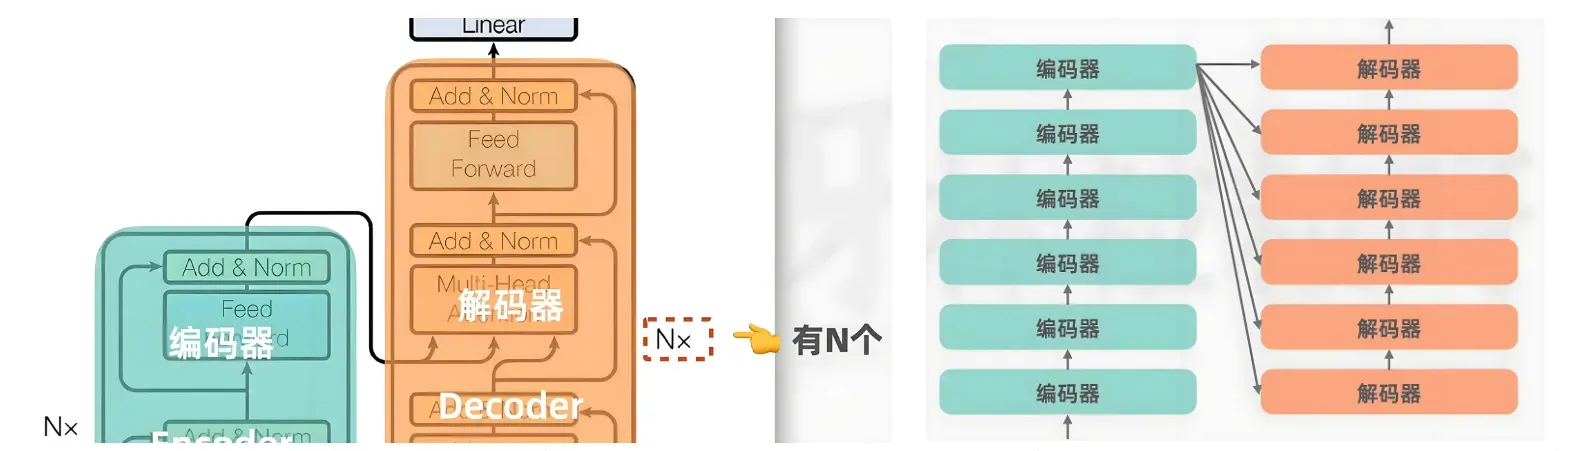 Linear
Add & Norm
Feed
Forward
Add & Norm
Multi-Head
解码器
Decoder
Add & Norm
Feed
编码器
Nx
Nx
有N个
编码器
编码器
编码器
编码器
编码器
编码器
解码器
解码器
解码器
解码器
解码器
解码器